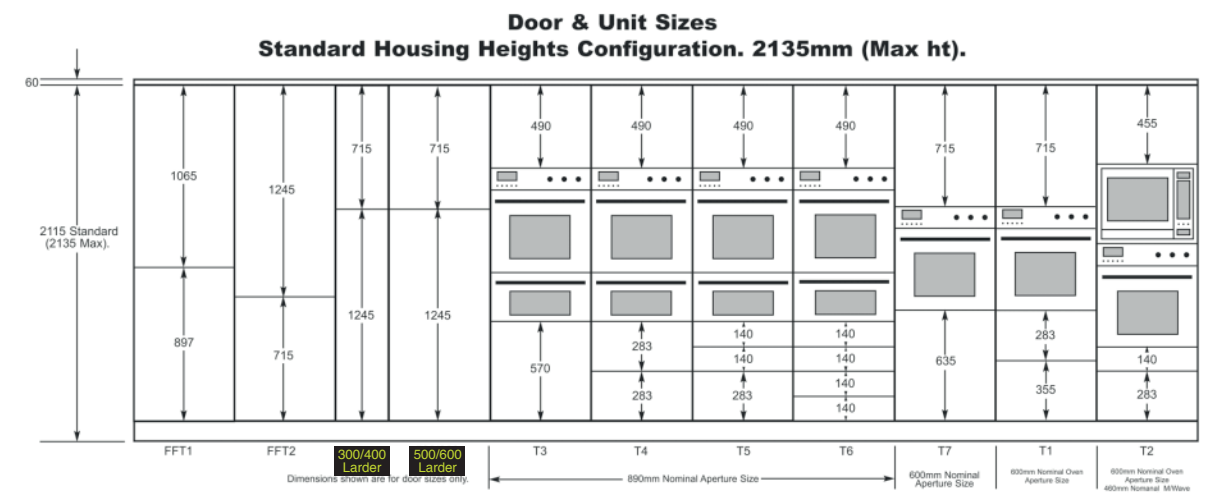 Door & Unit Sizes
Standard Housing Heights Configuration. 2135mm (Max ht).
60
490 490 490 490 455
715 715 715 715
1065
1245
2115 Standard
(2135 Max).
1245 1245
140 140
283
897
715
140 140
635
140
570
140
283 283
355
283
283
140
FFT1 FFT2 300/400
Larder 500/600
Larder T3 T4 T5 T6 T7 T1 T2
Dimensions shown are for door sizes only.
890mm Nominal Aperture Size
600mm Nominal
Aperture Size
600mm Nominal Oven
Aperture Size
600mm Nominal Oven
Aperture Size
460mm Nomanal M/Wave